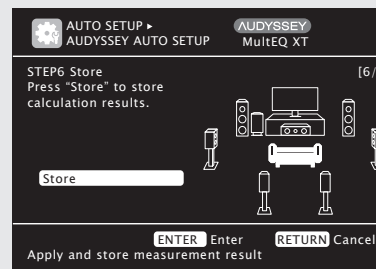 AUTO SETUP ▸
AUDYSSEY AUTO SETUP
AUDYSSEY
MultEQ XT
STEP6 Store
[6/
Press “Store” to store
calculation results.
Store
ENTER Enter
RETURN Cancel
Apply and store measurement result